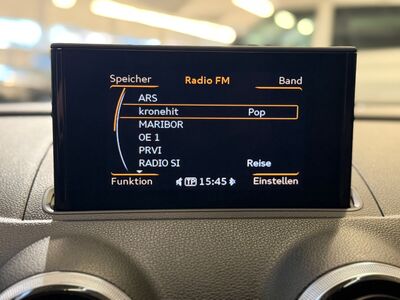 Speicher Radio FM Band
ARS
kronehit Pop
MARIBOR
OE 1
PRVI
RADIO SI Reise
Funktion TP 15:45 Einstellen